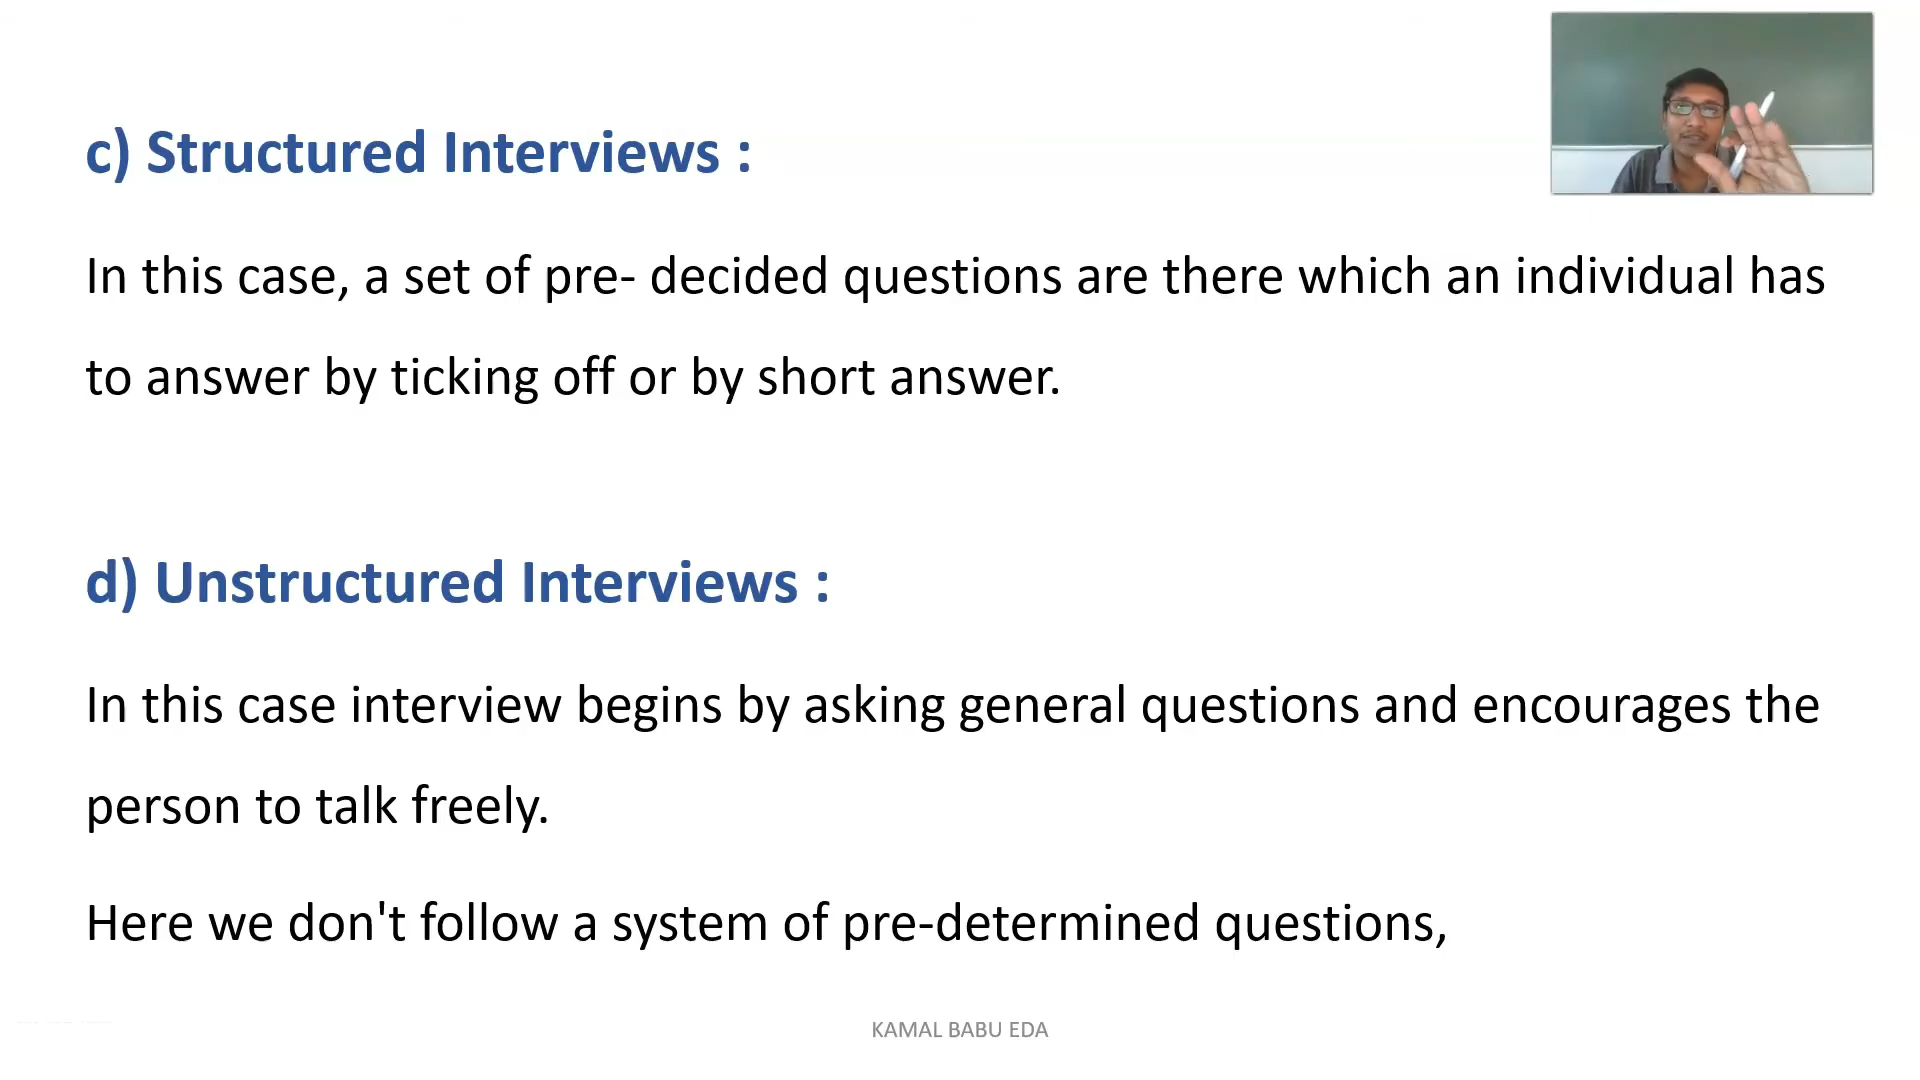 c) Structured Interviews :
In this case, a set of pre- decided questions are there which an individual has
to answer by ticking off or by short answer.
d) Unstructured Interviews :
In this case interview begins by asking general questions and encourages the
person to talk freely.
Here we don't follow a system of pre-determined questions,
KAMAL BABU EDA